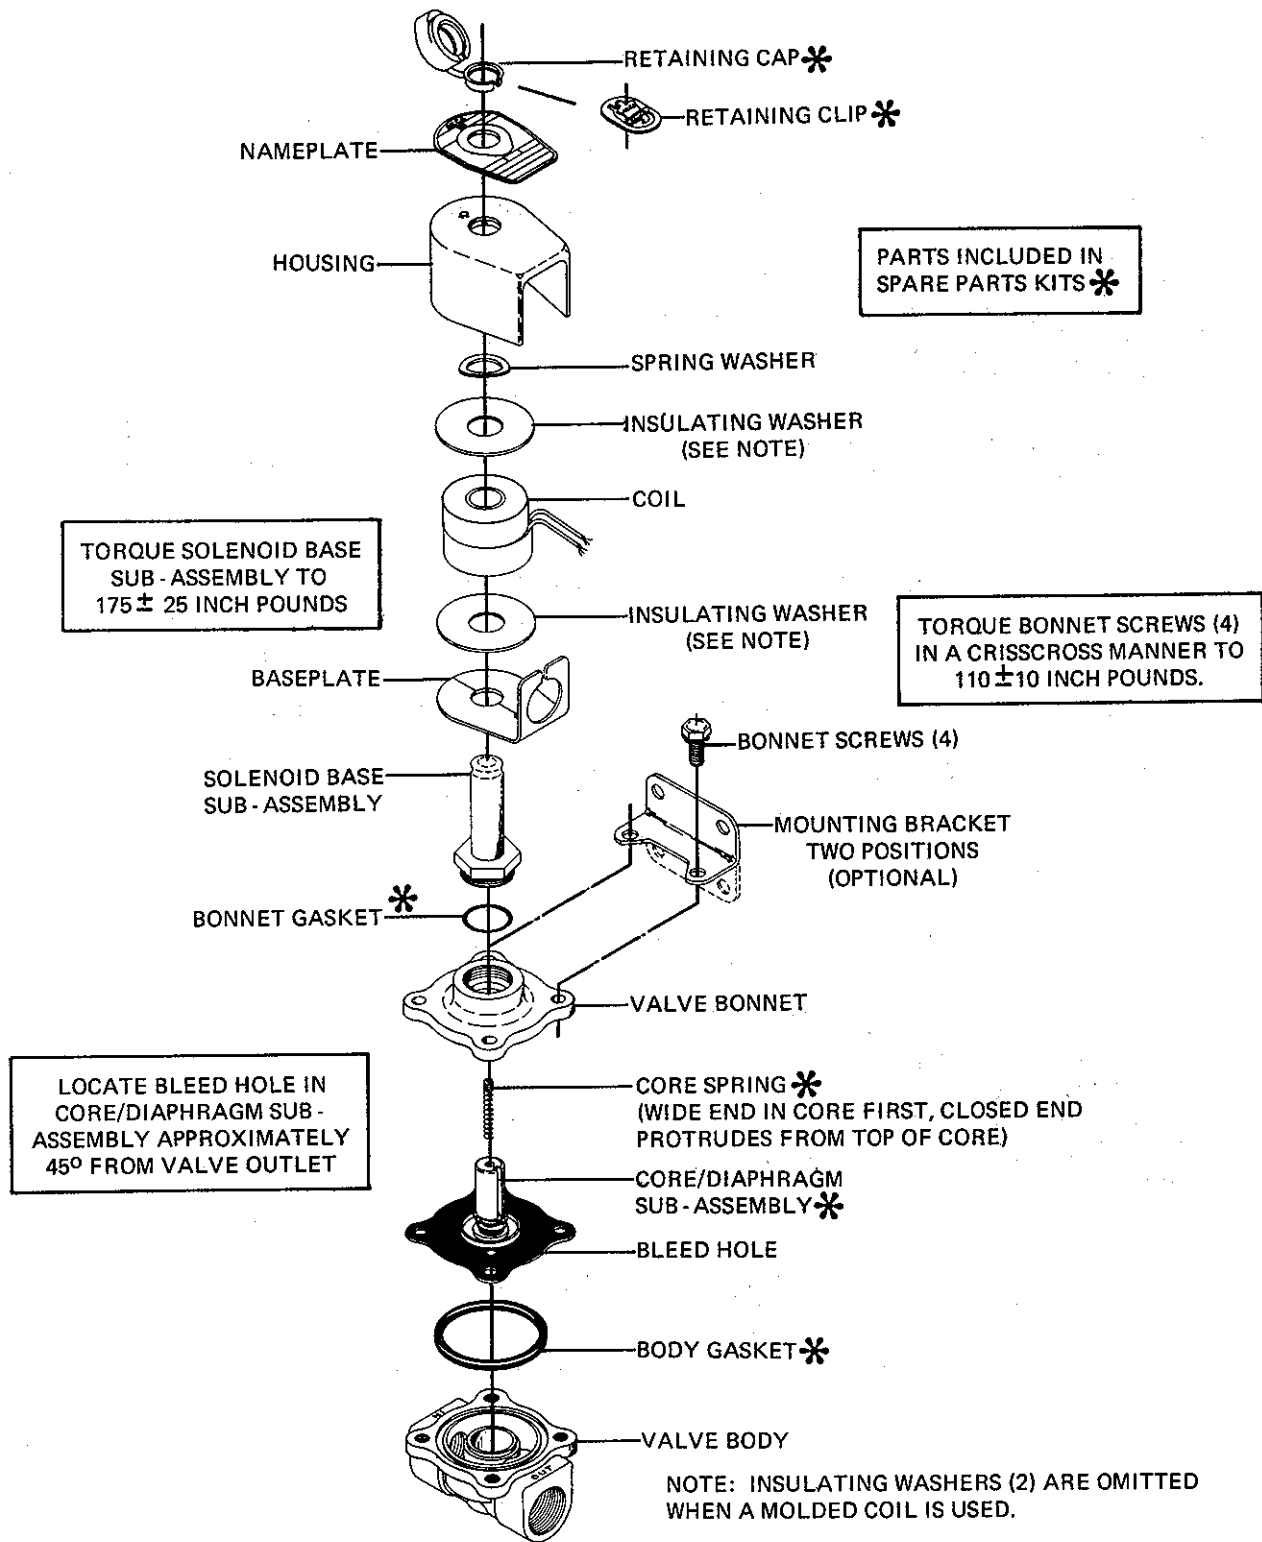 RETAINING CAP*
RETAINING CLIP*
NAMEPLATE
HOUSING
PARTS INCLUDED IN
SPARE PARTS KITS*
SPRING WASHER
INSULATING WASHER
(SEE NOTE)
COIL
TORQUE SOLENOID BASE
SUB-ASSEMBLY TO
175± 25 INCH POUNDS
INSULATING WASHER
(SEE NOTE)
TORQUE BONNET SCREWS (4)
IN A CRISSCROSS MANNER TO
110±10 INCH POUNDS.
BASEPLATE
BONNET SCREWS (4)
SOLENOID BASE
SUB-ASSEMBLY
MOUNTING BRACKET
TWO POSITIONS
(OPTIONAL)
BONNET GASKET*
VALVE BONNET
LOCATE BLEED HOLE IN
CORE/DIAPHRAGM SUB-
ASSEMBLY APPROXIMATELY
45° FROM VALVE OUTLET
CORE SPRING*
(WIDE END IN CORE FIRST, CLOSED END
PROTRUDES FROM TOP OF CORE)
CORE/DIAPHRAGM
SUB-ASSEMBLY*
BLEED HOLE
BODY GASKET*
IN
VALVE BODY
OUT
NOTE: INSULATING WASHERS (2) ARE OMITTED
WHEN A MOLDED COIL IS USED.